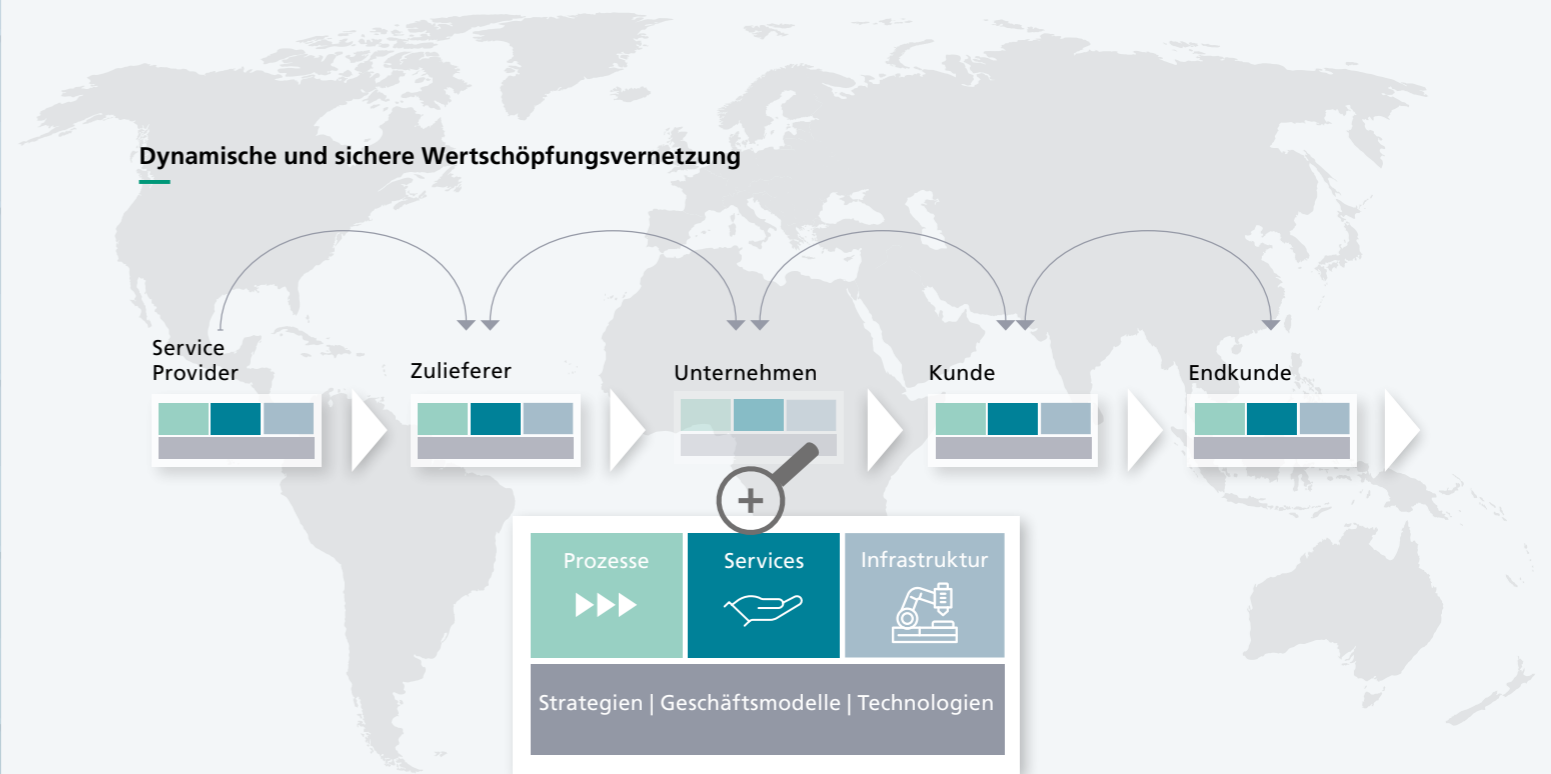 Dynamische und sichere Wertschöpfungsvernetzung
Service
Provider
Zulieferer
Unternehmen
Kunde
Endkunde
Prozesse
Services
Infrastruktur
Strategien | Geschäftsmodelle | Technologien